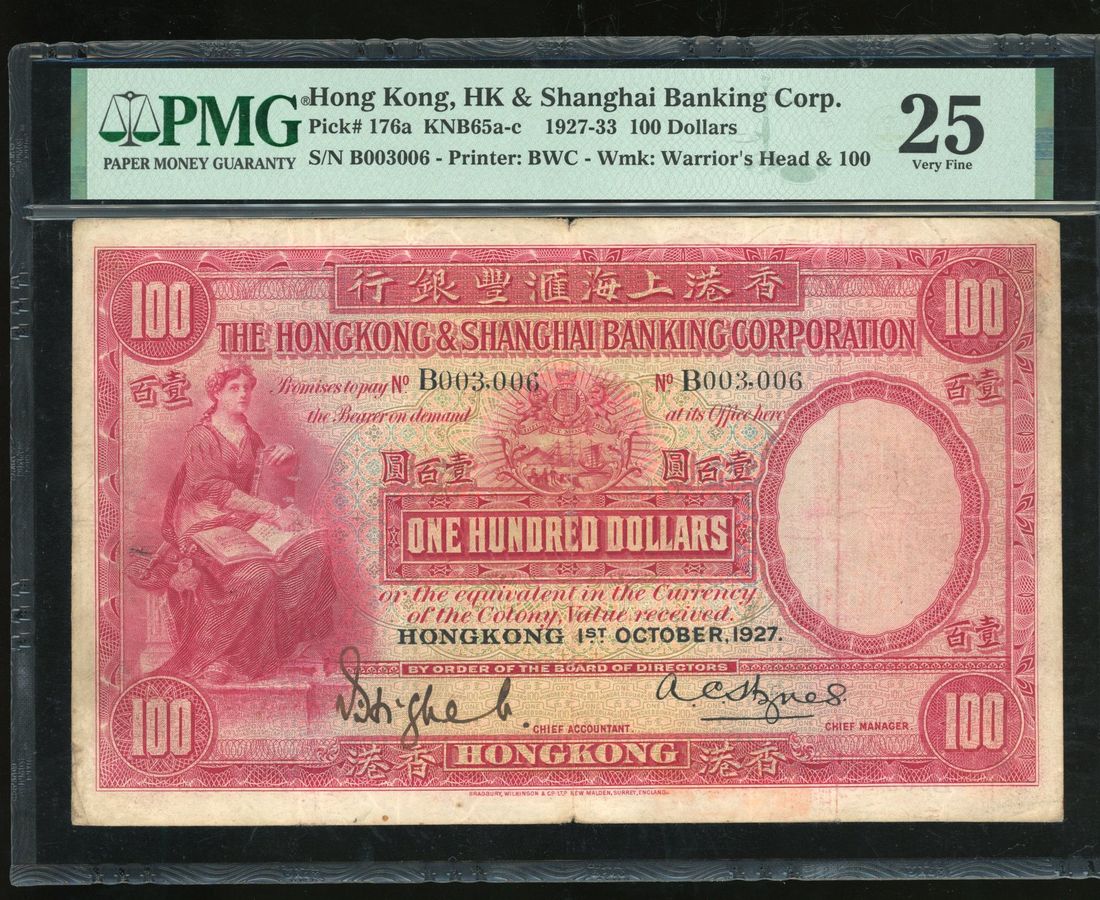 PMG
PAPER MONEY GUARANTY
®
Hong Kong, HK & Shanghai Banking Corp.
Pick# 176a KNB65a-c 1927-33 100 Dollars
S/N B003006 - Printer: BWC - Wmk: Warrior's Head & 100
25
Very Fine
行銀豐滙海上港香
100
100
THE HONGKONG & SHANGHAI BANKING CORPORATION
百壹
百壹
Promises to pay Nº B003,006 Nº B003,006
the Bearer on demand at its Office here
圓百壹
圓百壹
ONE HUNDRED DOLLARS
or the equivalent in the Currency
of the Colony, Value received.
HONGKONG 1ST OCTOBER, 1927.
百壹
BY ORDER OF THE BOARD OF DIRECTORS
A. C. Hynes
CHIEF ACCOUNTANT.
CHIEF MANAGER
100
100
港香 HONGKONG 港香
BRADBURY, WILKINSON & Cº LTD NEW MALDEN, SURREY, ENGLAND.